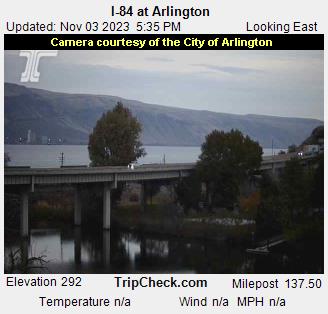 I-84 at Arlington
Updated: Nov 03 2023 5:35 PM Looking East
Camera courtesy of the City of Arlington
Elevation 292 TripCheck.com Milepost 137.50
Temperature n/a Wind n/a MPH n/a